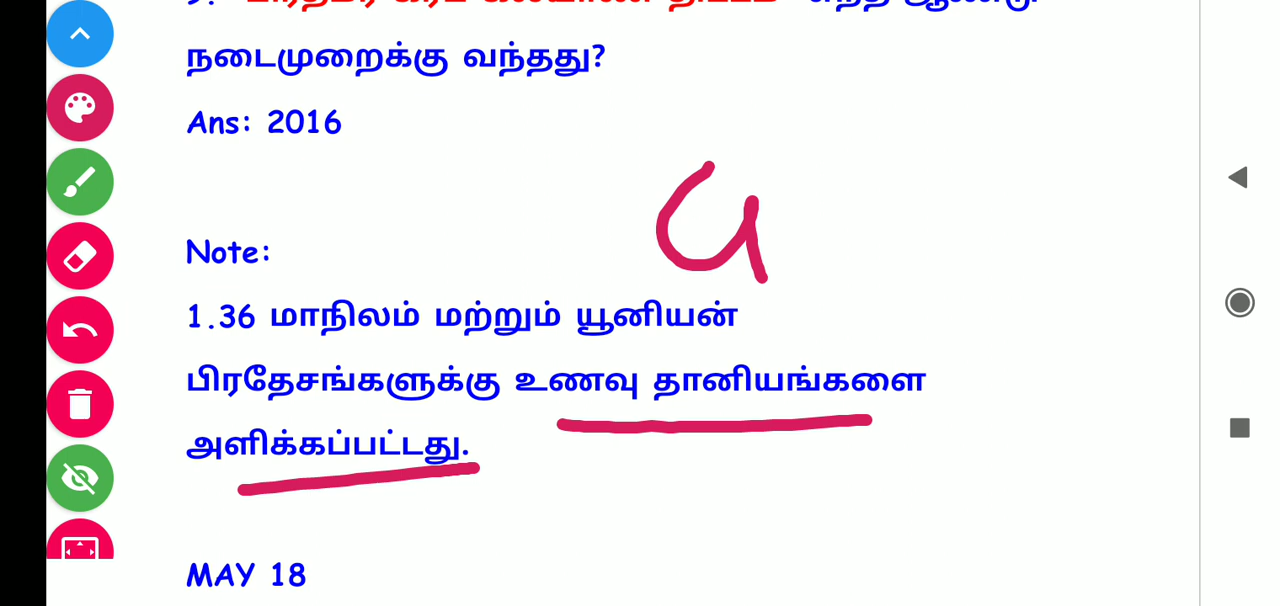 நடைமுறைக்கு வந்தது?
Ans: 2016
Note:
1.36 மாநிலம் மற்றும் யூனியன்
பிரதேசங்களுக்கு உணவு தானியங்களை
அளிக்கப்பட்டது.
MAY 18